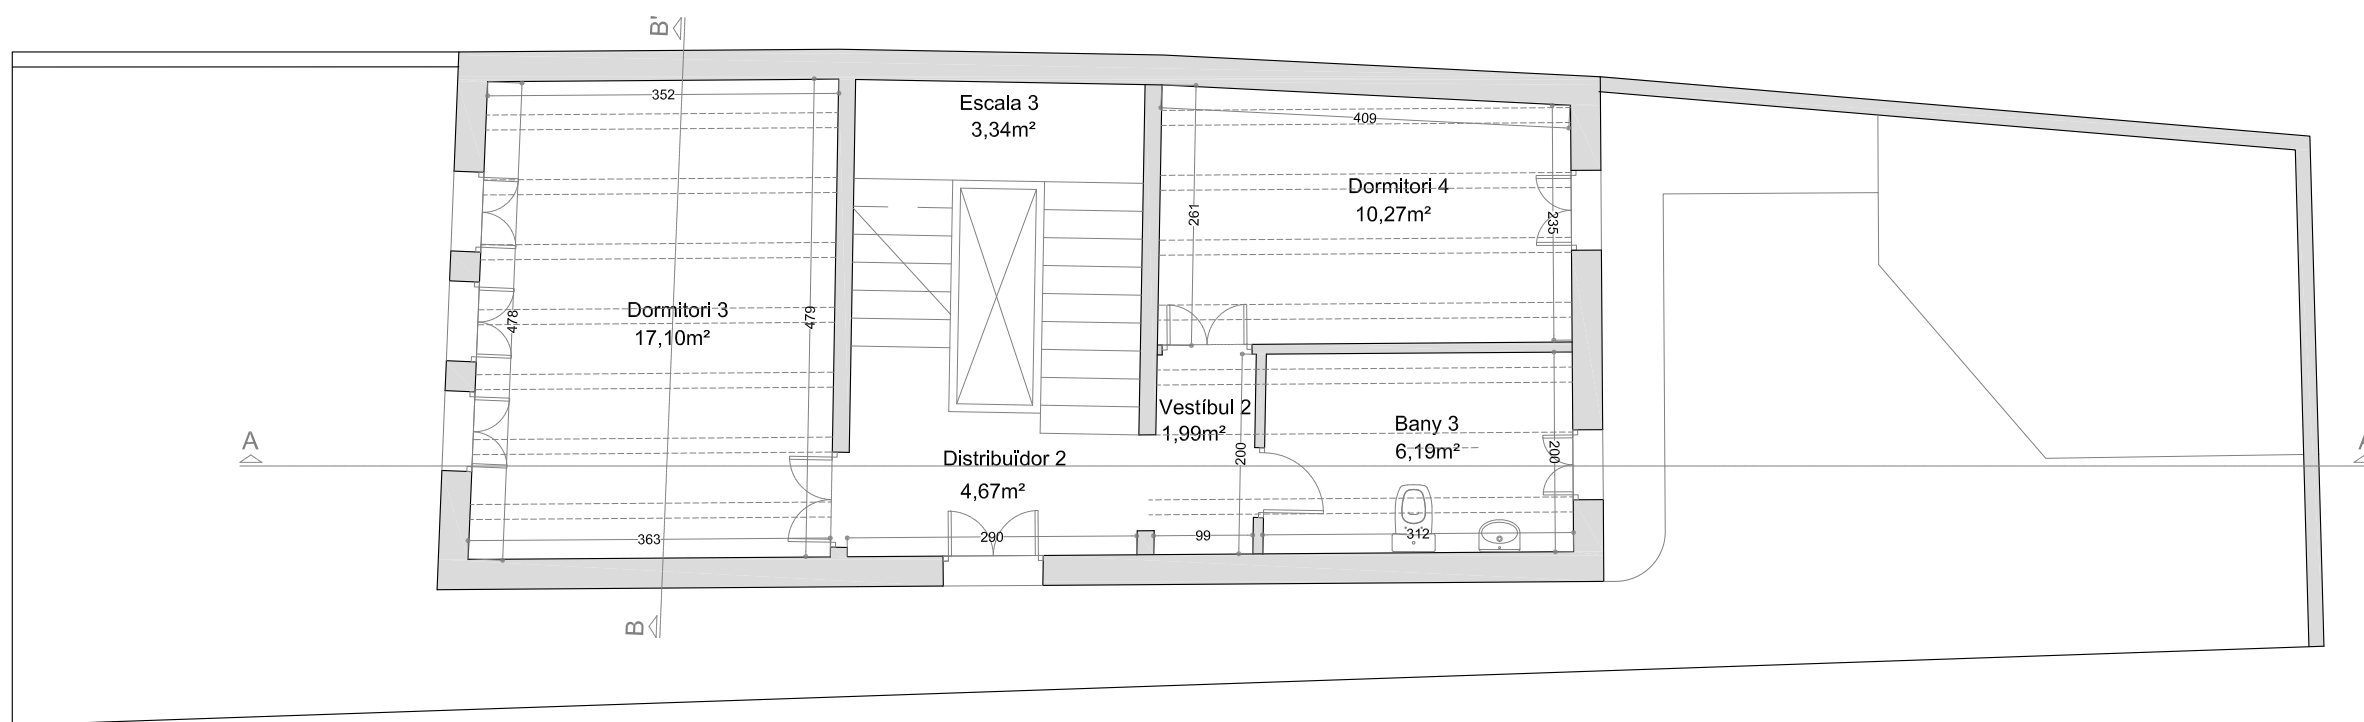 B'
352
Escala 3
3,34m²
409
Dormitori 4
10,27m²
261
235
Dormitori 3
17,10m²
478
479
Vestíbul 2
1,99m²
Bany 3
6,19m²
A
Distribuïdor 2
4,67m²
200
200
363
290
99
312
B